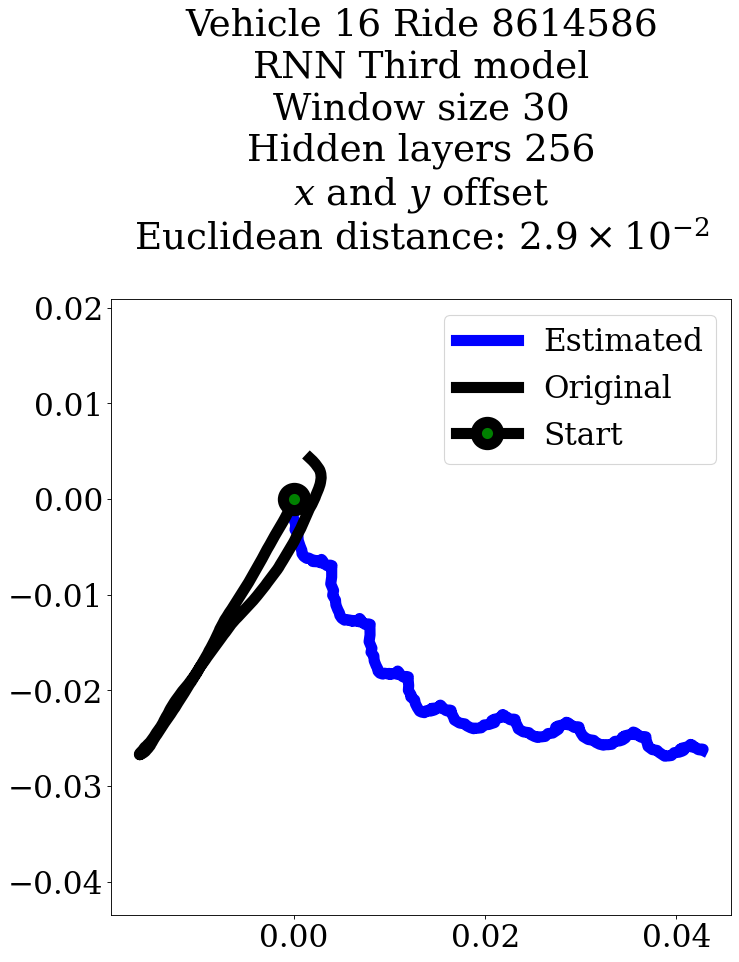 Vehicle 16 Ride 8614586
RNN Third model
Window size 30
Hidden layers 256
x and y offset
Euclidean distance: 2.9 × 10⁻²
0.02
0.01
0.00
−0.01
−0.02
−0.03
−0.04
Estimated
Original
Start
0.00
0.02
0.04